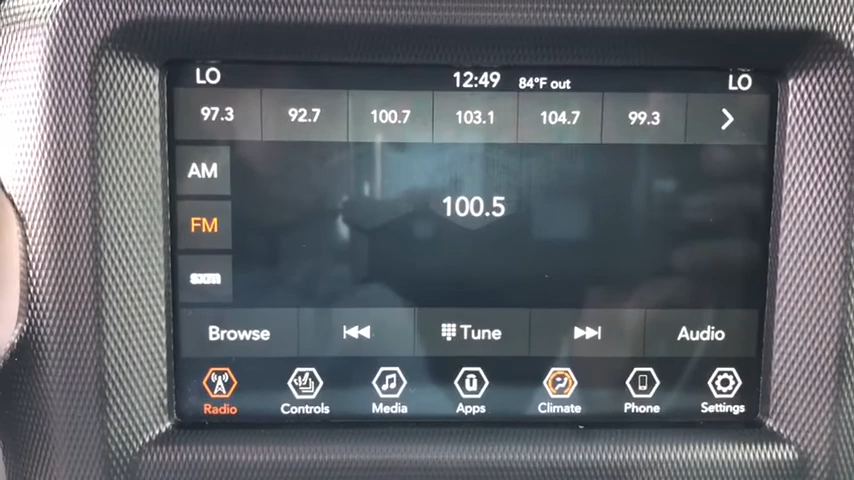 LO 12:49 84°F out LO
97.3 92.7 100.7 103.1 104.7 99.3
AM
100.5
FM
sxm
Browse Tune Audio
Radio Controls Media Apps Climate Phone Settings